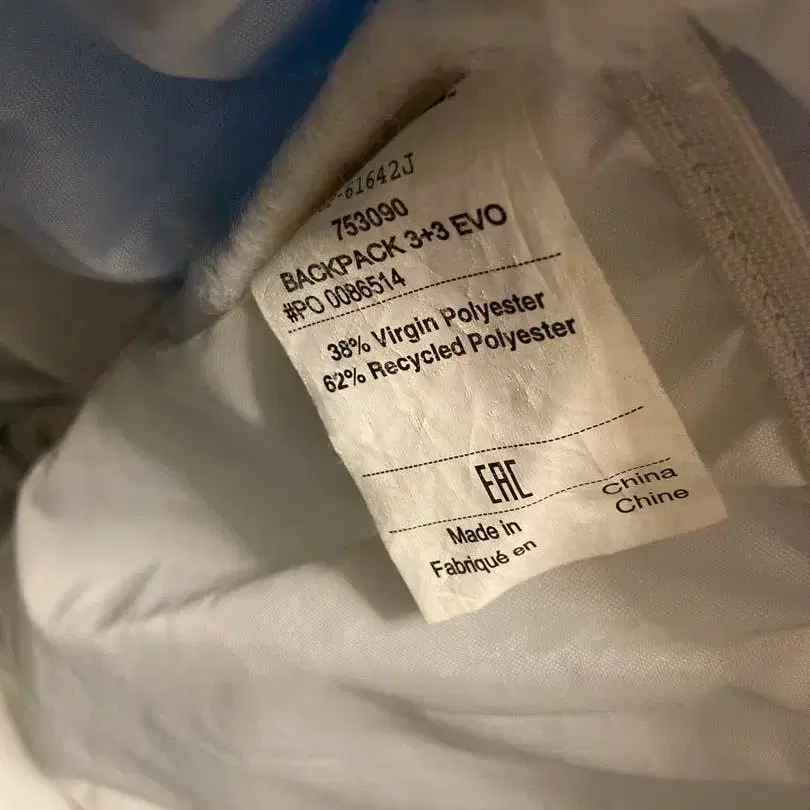 -61642J
753090
BACKPACK 3+3 EVO
#PO 0086514
38% Virgin Polyester
62% Recycled Polyester
EAC
Made in China
Fabriqué en Chine